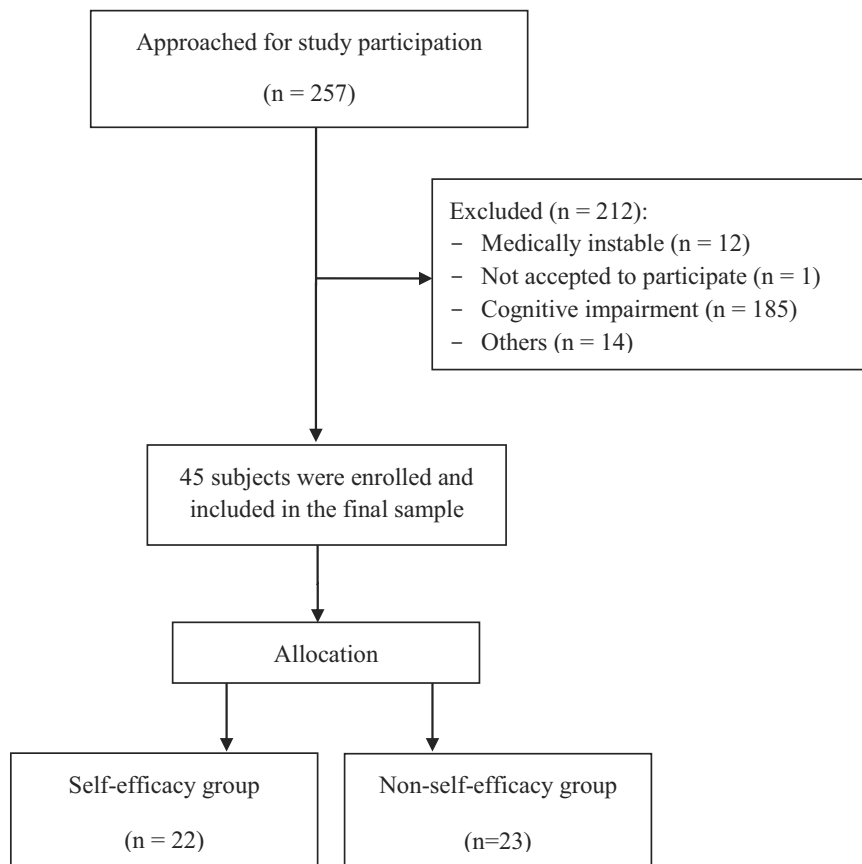 Approached for study participation
(n = 257)
Excluded (n = 212):
− Medically instable (n = 12)
− Not accepted to participate (n = 1)
− Cognitive impairment (n = 185)
− Others (n = 14)
45 subjects were enrolled and
included in the final sample
Allocation
Self-efficacy group
(n = 22)
Non-self-efficacy group
(n=23)